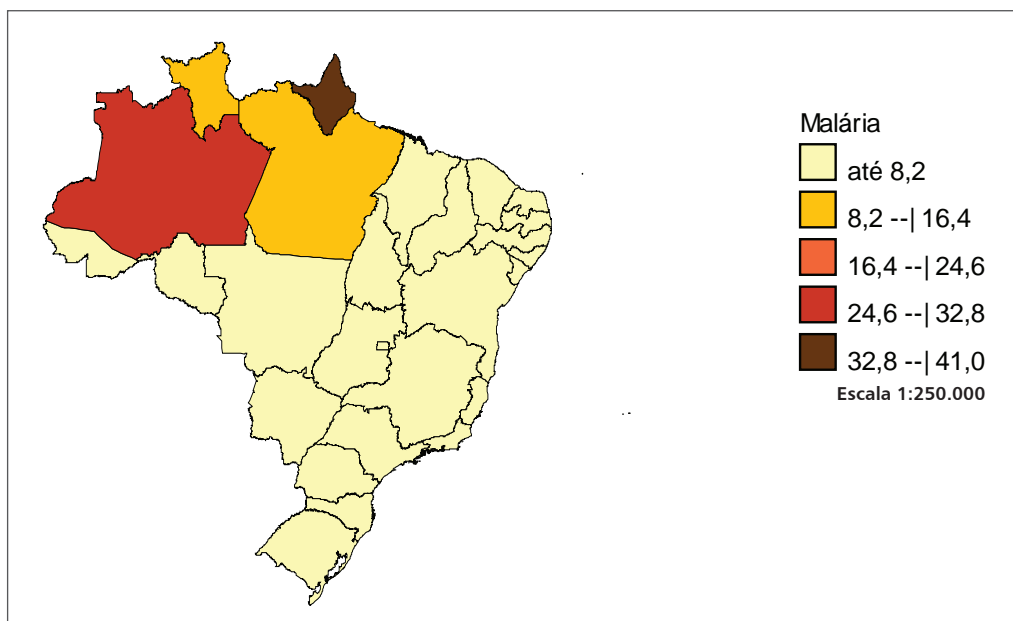 Malária
até 8,2
8,2 --| 16,4
16,4 --| 24,6
24,6 --| 32,8
32,8 --| 41,0
Escala 1:250.000